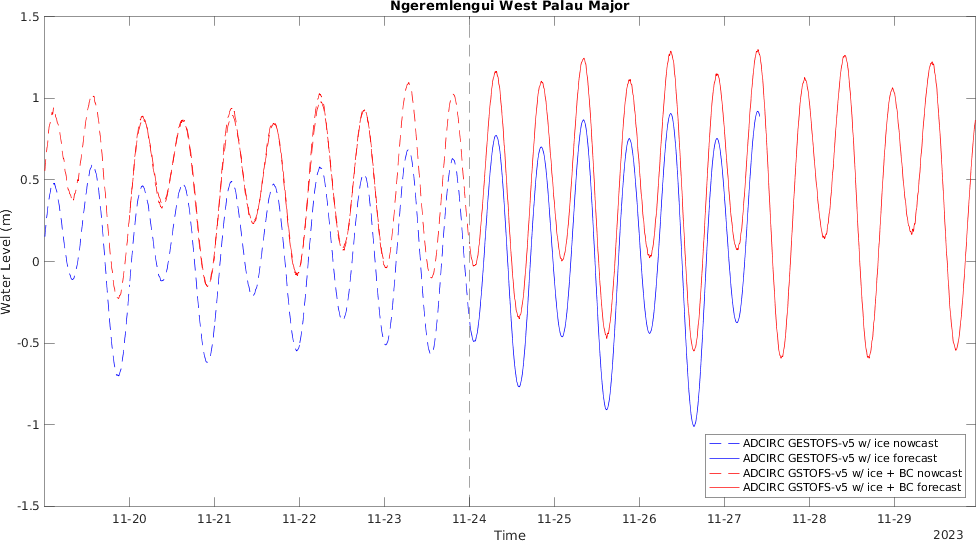 Ngeremlengui West Palau Major
1.5
1
0.5
0
-0.5
-1
-1.5
Water Level (m)
11-20
11-21
11-22
11-23
11-24
11-25
11-26
11-27
11-28
11-29
Time
2023
ADCIRC GESTOFS-v5 w/ ice nowcast
ADCIRC GESTOFS-v5 w/ ice forecast
ADCIRC GSTOFS-v5 w/ ice + BC nowcast
ADCIRC GSTOFS-v5 w/ ice + BC forecast